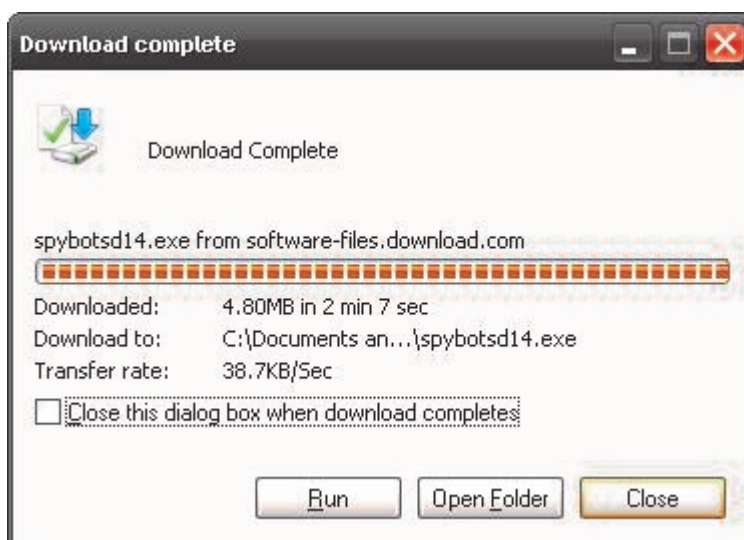 Download complete
Download Complete
spybotsd14.exe from software-files.download.com
Downloaded: 4.80MB in 2 min 7 sec
Download to: C:\Documents an...\spybotsd14.exe
Transfer rate: 38.7KB/Sec
Close this dialog box when download completes
Run Open Folder Close